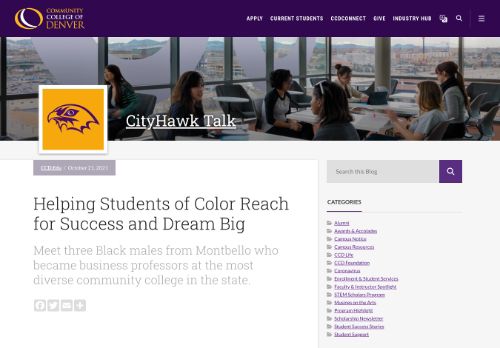 COMMUNITY
COLLEGE OF
DENVER
APPLY CURRENT STUDENTS CCDCONNECT GIVE INDUSTRY HUB
CityHawk Talk
CCD Edu / October 21, 2021
Search this Blog
Helping Students of Color Reach
for Success and Dream Big
Meet three Black males from Montbello who
became business professors at the most
diverse community college in the state.
CATEGORIES
Alumni
Awards & Accolades
Campus Notice
Campus Resources
CCD Life
CCD Foundation
Coronavirus
Enrollment & Student Services
Faculty & Instructor Spotlight
STEM Scholars Program
Musings on the Arts
Program Highlight
Scholarship Newsletter
Student Success Stories
Student Support